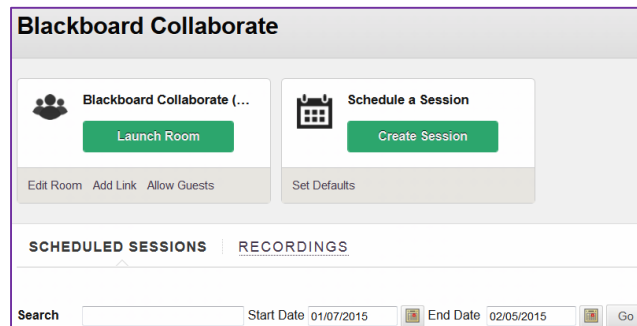 Blackboard Collaborate
Blackboard Collaborate (... Schedule a Session
Launch Room Create Session
Edit Room Add Link Allow Guests Set Defaults
SCHEDULED SESSIONS RECORDINGS
Search Start Date 01/07/2015 End Date 02/05/2015 Go